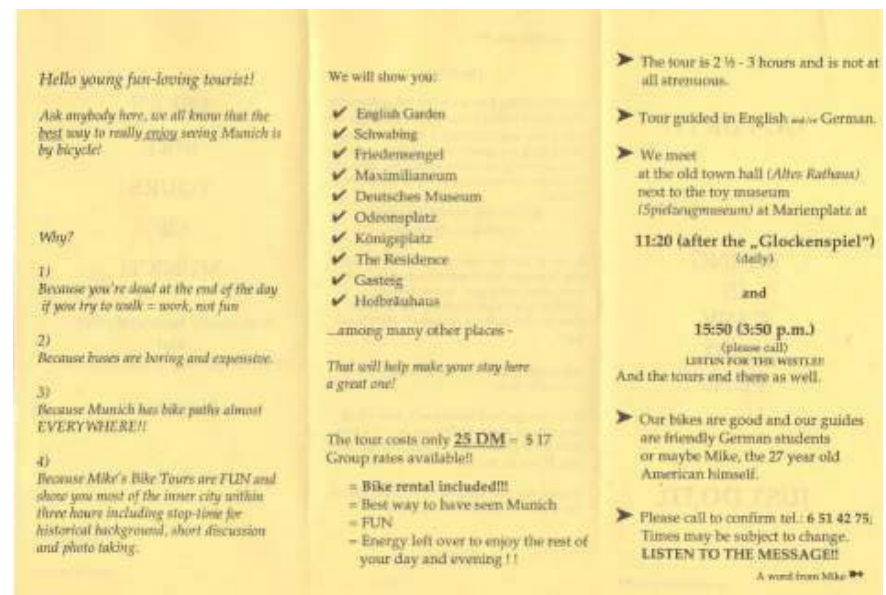 Hello young fun-loving tourist!
Ask anybody here, we all know that the
best way to really enjoy seeing Munich is
by bicycle!
Why?
1)
Because you're dead at the end of the day
if you try to walk = work, not fun
2)
Because buses are boring and expensive.
3)
Because Munich has bike paths almost
EVERYWHERE!!
4)
Because Mike's Bike Tours are FUN and
show you most of the inner city within
three hours including stop-time for
historical background, short discussion
and photo taking.
We will show you:
✔ English Garden
✔ Schwabing
✔ Friedensengel
✔ Maximilianeum
✔ Deutsches Museum
✔ Odeonsplatz
✔ Königsplatz
✔ The Residence
✔ Gasteig
✔ Hofbräuhaus
...among many other places -
That will help make your stay here
a great one!
The tour costs only 25 DM = $ 17
Group rates available!!
= Bike rental included!!!
= Best way to have seen Munich
= FUN
= Energy left over to enjoy the rest of
your day and evening ! !
➤ The tour is 2 ½ - 3 hours and is not at
all strenuous.
➤ Tour guided in English and/or German.
➤ We meet
at the old town hall (Altes Rathaus)
next to the toy museum
(Spielzeugmuseum) at Marienplatz at
11:20 (after the „Glockenspiel")
(daily)
and
15:50 (3:50 p.m.)
(please call)
LISTEN FOR THE WISTLE!!
And the tours end there as well.
➤ Our bikes are good and our guides
are friendly German students
or maybe Mike, the 27 year old
American himself.
➤ Please call to confirm tel.: 6 51 42 75;
Times may be subject to change.
LISTEN TO THE MESSAGE!!
A word from Mike